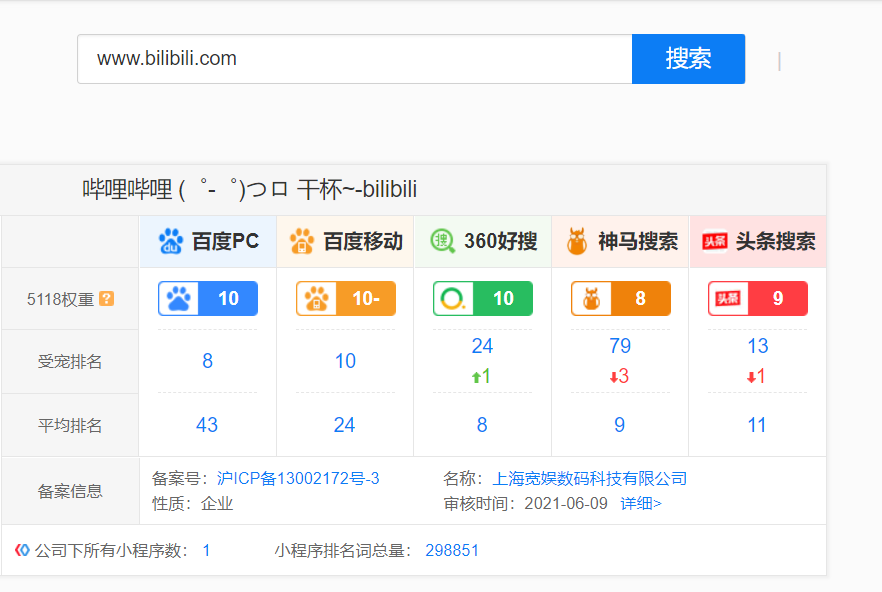 www.bilibili.com 搜索
哔哩哔哩 (゜-゜)つロ 干杯~-bilibili
du 百度PC 百度移动 搜 360好搜 神马搜索 头条 头条搜索
5118权重 ? 10 10- 10 8 头条 9
受宠排名 8 10 24 79 13
1 3 1
平均排名 43 24 8 9 11
备案信息 备案号：沪ICP备13002172号-3 名称：上海宽娱数码科技有限公司
性质：企业 审核时间：2021-06-09 详细>
公司下所有小程序数： 1 小程序排名词总量： 298851